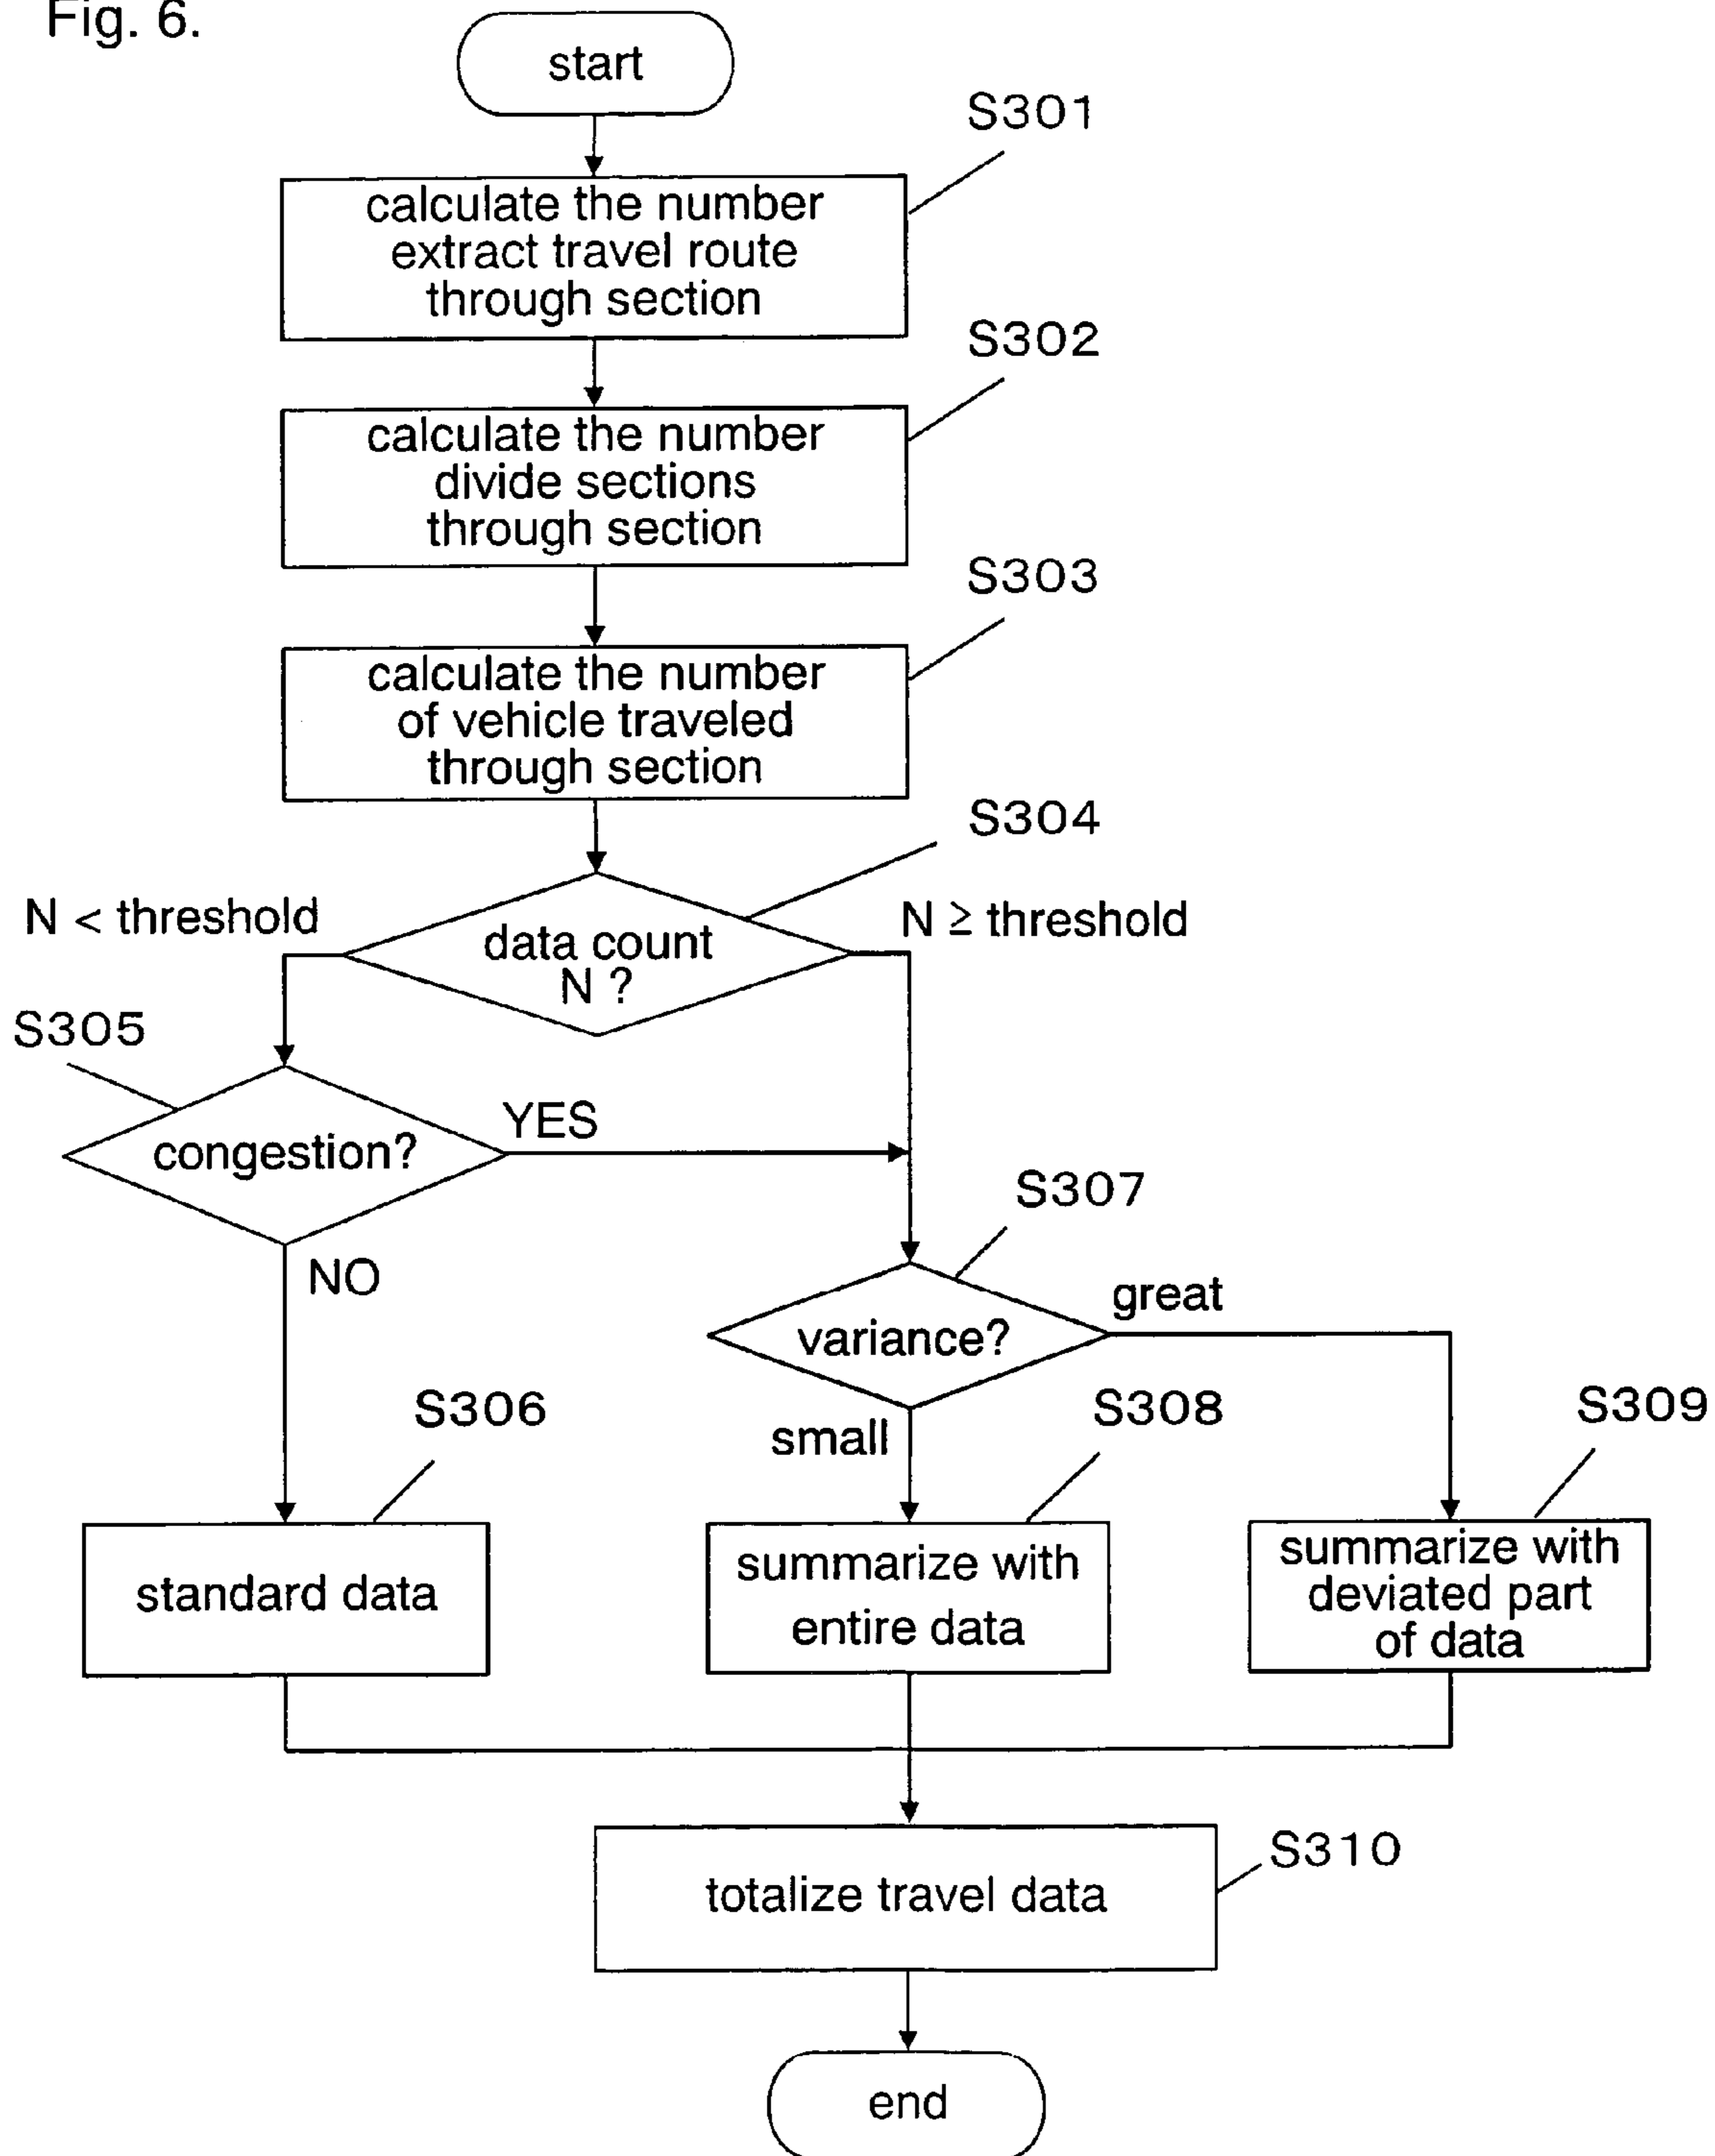 Fig. 6.
start
S301
calculate the number
extract travel route
through section
S302
calculate the number
divide sections
through section
S303
calculate the number
of vehicle traveled
through section
S304
N < threshold
data count
N ?
N ≥ threshold
S305
congestion?
YES
NO
S307
variance?
great
small
S306
standard data
S308
summarize with
entire data
S309
summarize with
deviated part
of data
S310
totalize travel data
end